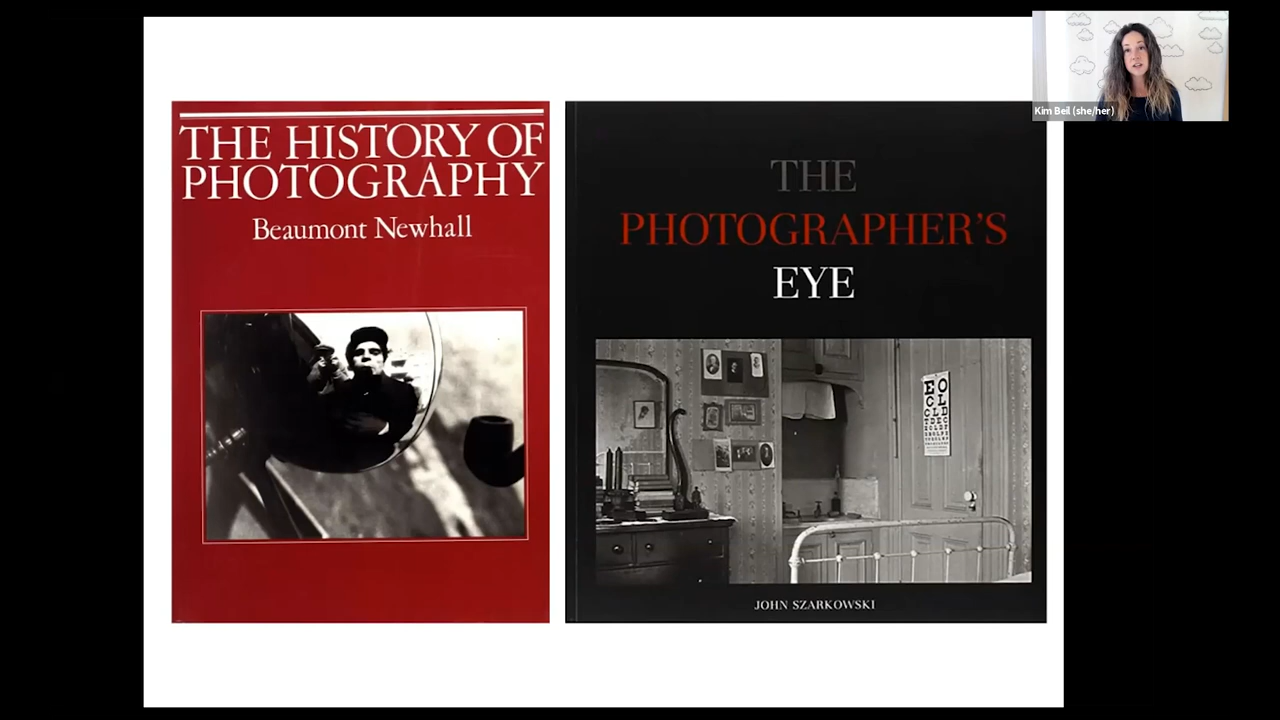 THE HISTORY OF
PHOTOGRAPHY
Beaumont Newhall
THE
PHOTOGRAPHER'S
EYE
E O
JOHN SZARKOWSKI
Kim Beil (she/her)